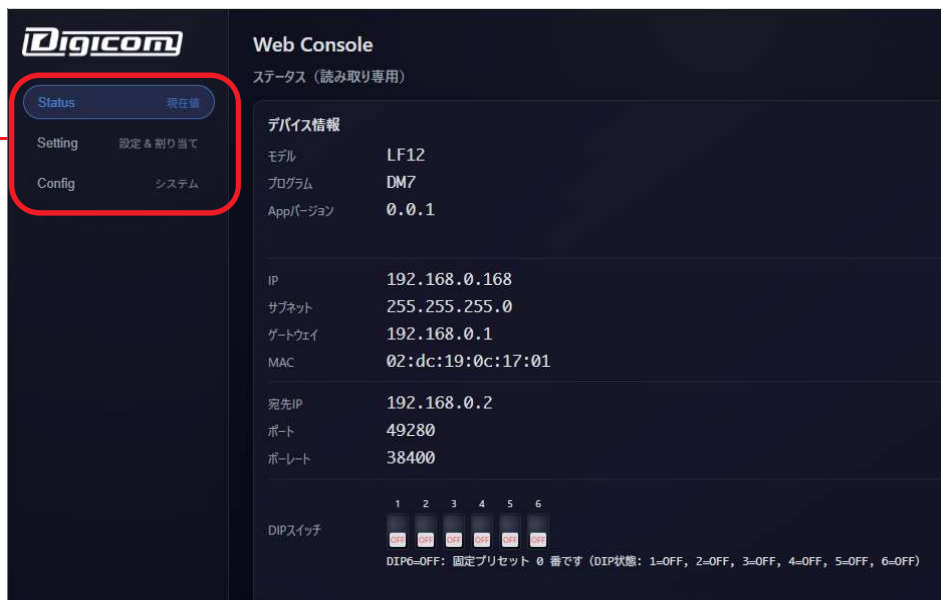 Digicom
Web Console
ステータス（読み取り専用）
Status 現在値
Setting 設定 & 割り当て
Config システム
デバイス情報
モデル LF12
プログラム DM7
Appバージョン 0.0.1
IP 192.168.0.168
サブネット 255.255.255.0
ゲートウェイ 192.168.0.1
MAC 02:dc:19:0c:17:01
宛先IP 192.168.0.2
ポート 49280
ボーレート 38400
1 2 3 4 5 6
DIPスイッチ OFF OFF OFF OFF OFF OFF
DIP6=OFF: 固定プリセット 0 番です（DIP状態: 1=OFF, 2=OFF, 3=OFF, 4=OFF, 5=OFF, 6=OFF）